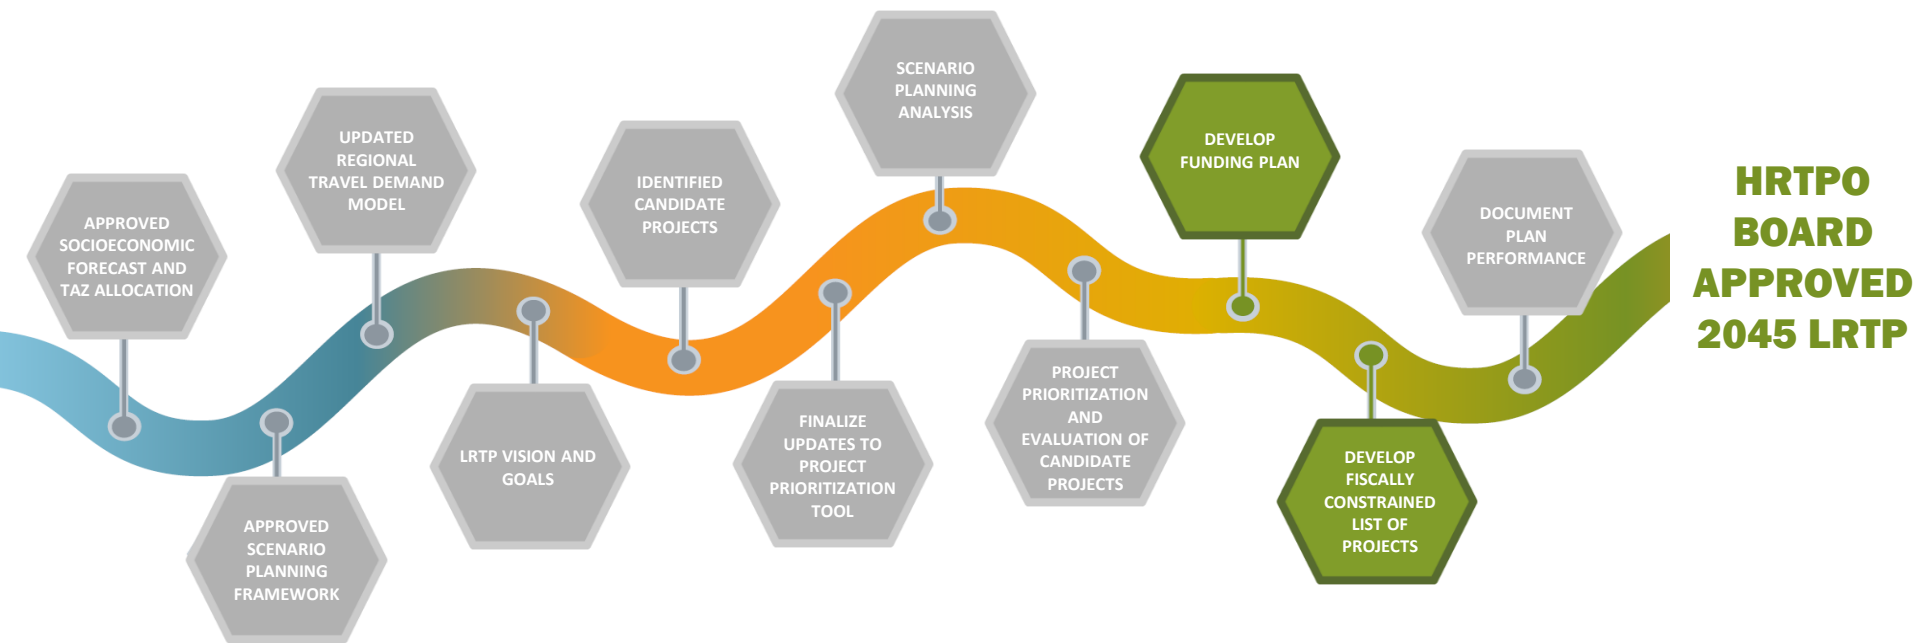 APPROVED
SOCIOECONOMIC
FORECAST AND
TAZ ALLOCATION
APPROVED
SCENARIO
PLANNING
FRAMEWORK
UPDATED
REGIONAL
TRAVEL DEMAND
MODEL
LRTP VISION AND
GOALS
IDENTIFIED
CANDIDATE
PROJECTS
FINALIZE
UPDATES TO
PROJECT
PRIORITIZATION
TOOL
SCENARIO
PLANNING
ANALYSIS
PROJECT
PRIORITIZATION
AND
EVALUATION OF
CANDIDATE
PROJECTS
DEVELOP
FUNDING PLAN
DEVELOP
FISCALLY
CONSTRAINED
LIST OF
PROJECTS
DOCUMENT
PLAN
PERFORMANCE
HRTPO
BOARD
APPROVED
2045 LRTP